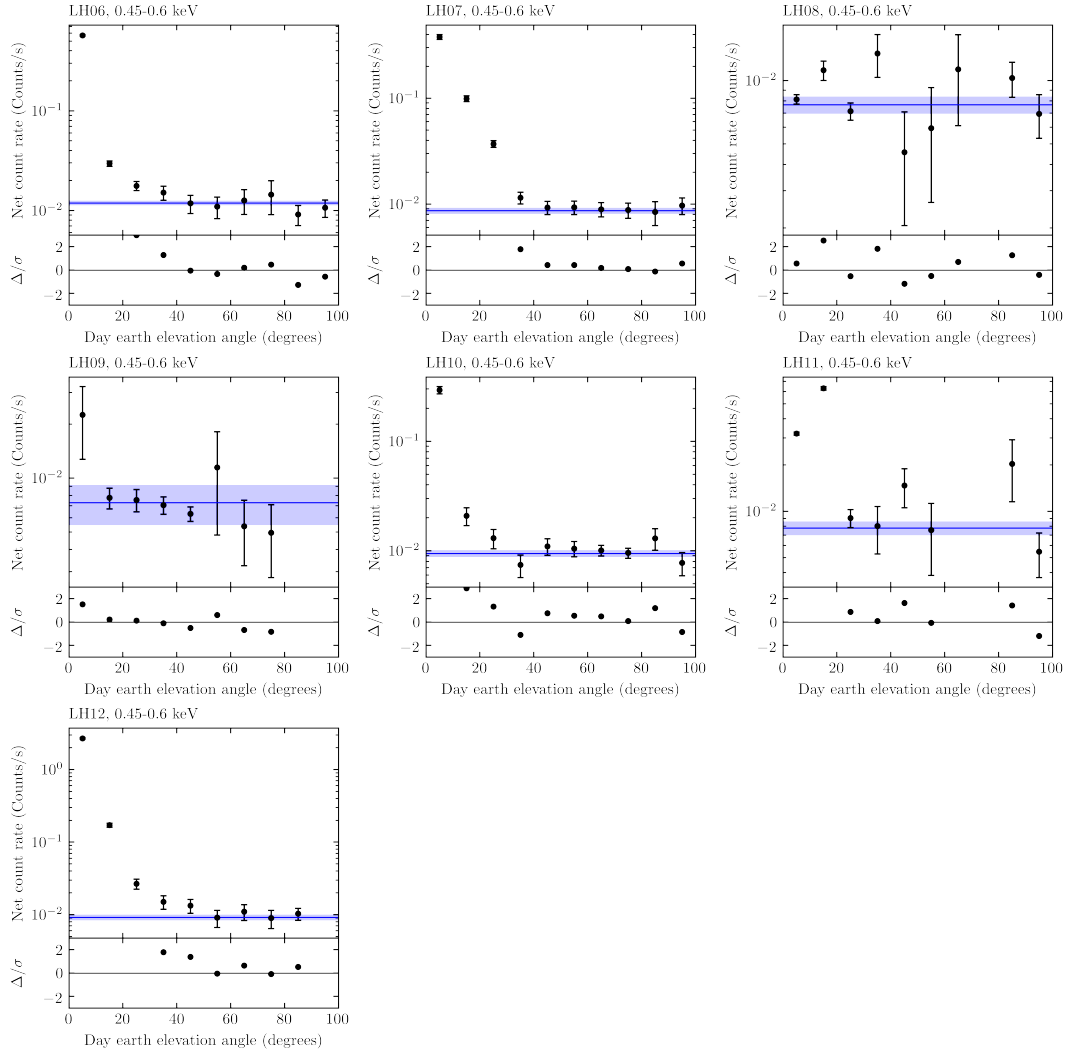 LH06, 0.45-0.6 keV
Net count rate (Counts/s)
10⁻¹
10⁻²
Δ/σ
2
0
−2
0 20 40 60 80 100
Day earth elevation angle (degrees)
LH07, 0.45-0.6 keV
Net count rate (Counts/s)
10⁻¹
10⁻²
Δ/σ
2
0
−2
0 20 40 60 80 100
Day earth elevation angle (degrees)
LH08, 0.45-0.6 keV
Net count rate (Counts/s)
10⁻²
Δ/σ
2
0
−2
0 20 40 60 80 100
Day earth elevation angle (degrees)
LH09, 0.45-0.6 keV
Net count rate (Counts/s)
10⁻²
Δ/σ
2
0
−2
0 20 40 60 80 100
Day earth elevation angle (degrees)
LH10, 0.45-0.6 keV
Net count rate (Counts/s)
10⁻¹
10⁻²
Δ/σ
2
0
−2
0 20 40 60 80 100
Day earth elevation angle (degrees)
LH11, 0.45-0.6 keV
Net count rate (Counts/s)
10⁻²
Δ/σ
2
0
−2
0 20 40 60 80 100
Day earth elevation angle (degrees)
LH12, 0.45-0.6 keV
Net count rate (Counts/s)
10⁰
10⁻¹
10⁻²
Δ/σ
2
0
−2
0 20 40 60 80 100
Day earth elevation angle (degrees)